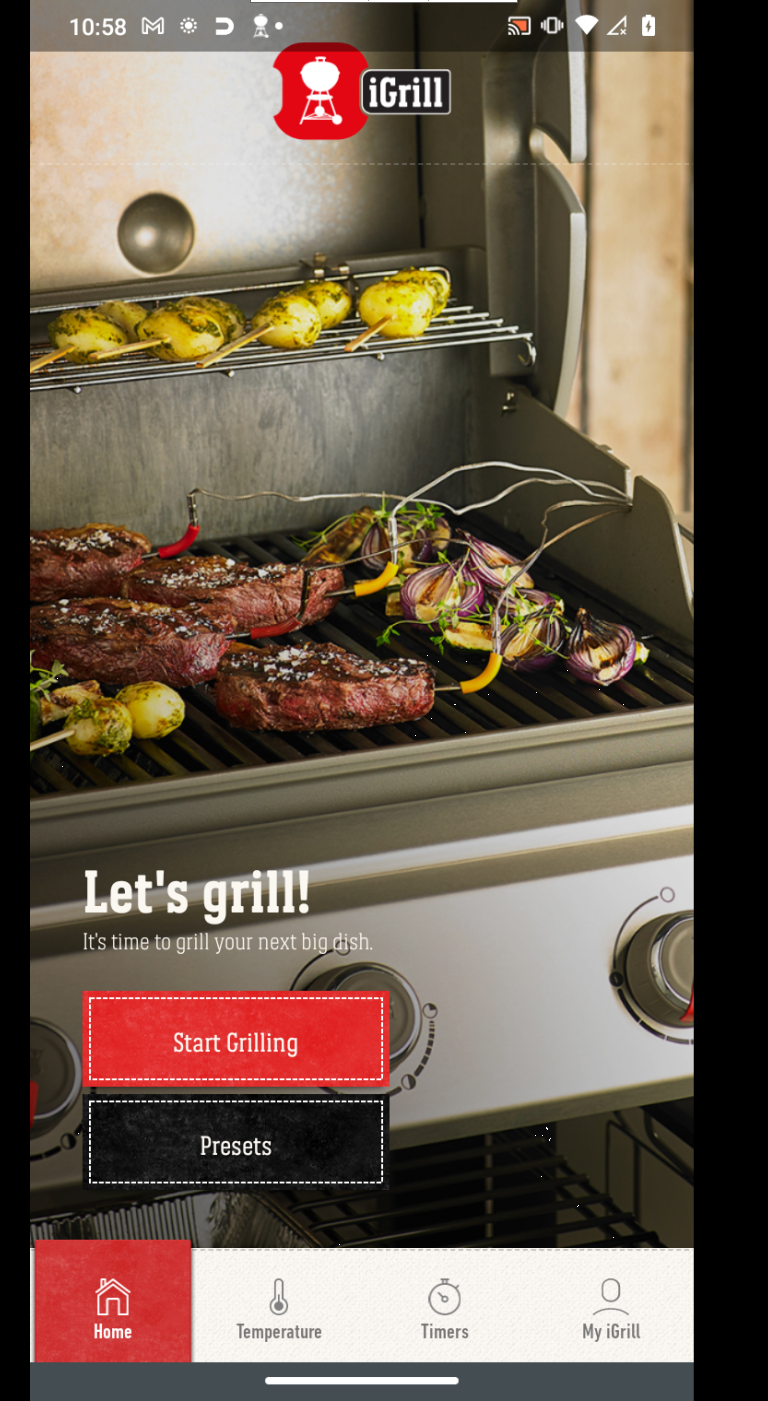 10:58
iGrill
Let's grill!
It's time to grill your next big dish.
Start Grilling
Presets
Home
Temperature
Timers
My iGrill